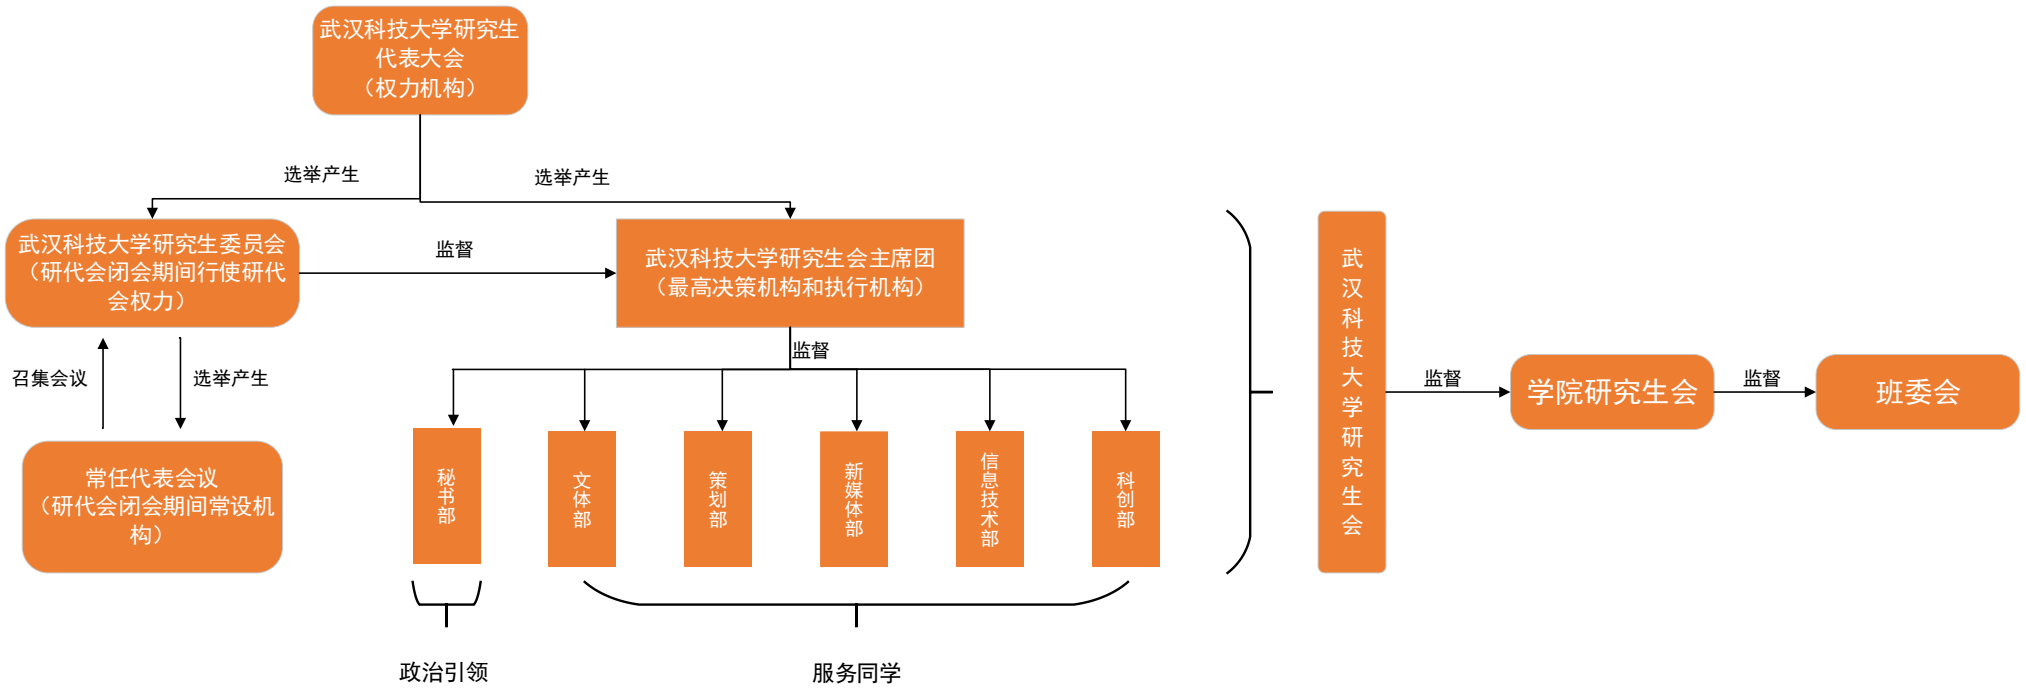 武汉科技大学研究生
代表大会
（权力机构）
选举产生
选举产生
武汉科技大学研究生委员会
（研代会闭会期间行使研代
会权力）
监督
武汉科技大学研究生会主席团
（最高决策机构和执行机构）
召集会议
选举产生
监督
常任代表会议
（研代会闭会期间常设机
构）
秘书部
文体部
策划部
新媒体部
信息技术部
科创部
政治引领
服务同学
武汉科技大学研究生会
监督
学院研究生会
监督
班委会